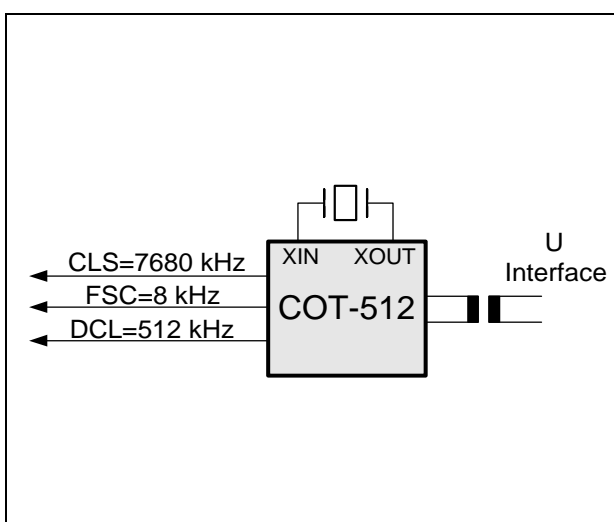 XIN XOUT
COT-512
CLS=7680 kHz
FSC=8 kHz
DCL=512 kHz
U
Interface